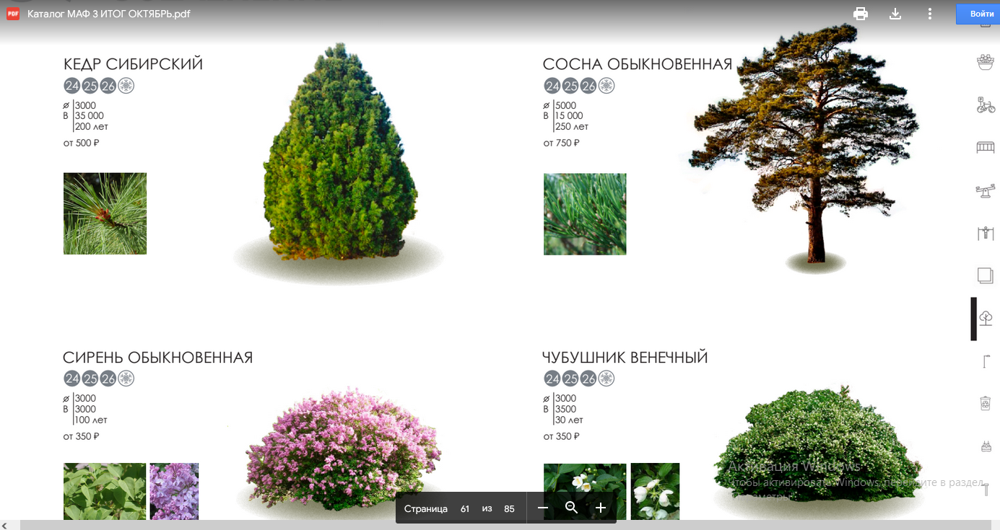 PDF Каталог МАФ 3 ИТОГ ОКТЯБРЬ.pdf
Войти
КЕДР СИБИРСКИЙ
24 25 26
⌀ 3000
В 35 000
200 лет
от 500 ₽
СОСНА ОБЫКНОВЕННАЯ
24 25 26
⌀ 5000
В 15 000
250 лет
от 750 ₽
СИРЕНЬ ОБЫКНОВЕННАЯ
24 25 26
⌀ 3000
В 3000
100 лет
от 350 ₽
ЧУБУШНИК ВЕНЕЧНЫЙ
24 25 26
⌀ 3000
В 3500
30 лет
от 350 ₽
Активация Windows
Чтобы активировать Windows, перейдите в раздел
"Параметры".
Страница 61 из 85